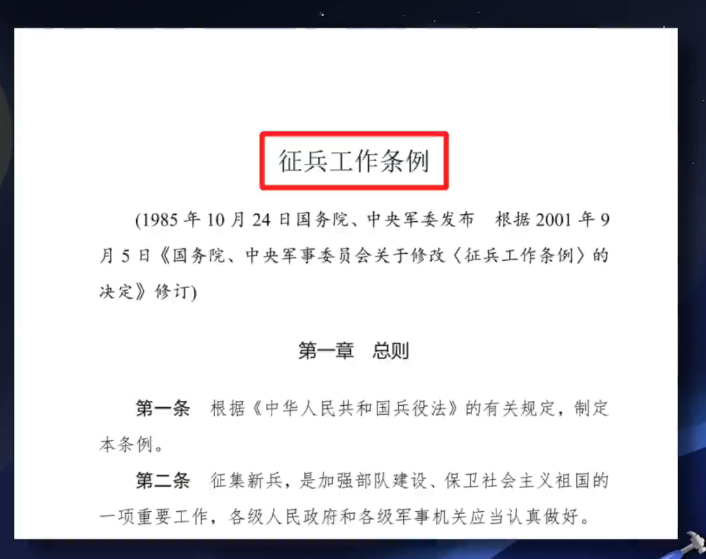 征兵工作条例
(1985 年 10 月 24 日国务院、中央军委发布　根据 2001 年 9
月 5 日《国务院、中央军事委员会关于修改〈征兵工作条例〉的
决定》修订)
第一章　总则
第一条　根据《中华人民共和国兵役法》的有关规定，制定
本条例。
第二条　征集新兵，是加强部队建设、保卫社会主义祖国的
一项重要工作，各级人民政府和各级军事机关应当认真做好。